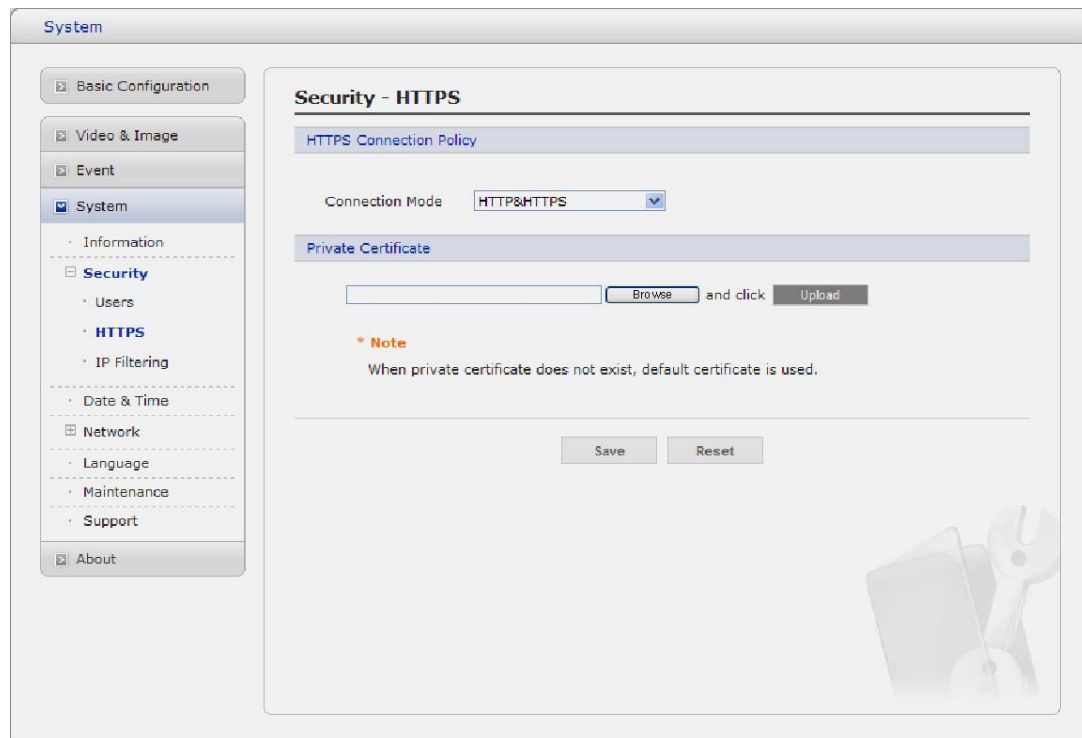 System
Basic Configuration
Video & Image
Event
System
Information
Security
Users
HTTPS
IP Filtering
Date & Time
Network
Language
Maintenance
Support
About
Security - HTTPS
HTTPS Connection Policy
Connection Mode HTTP&HTTPS
Private Certificate
Browse and click Upload
* Note
When private certificate does not exist, default certificate is used.
Save Reset